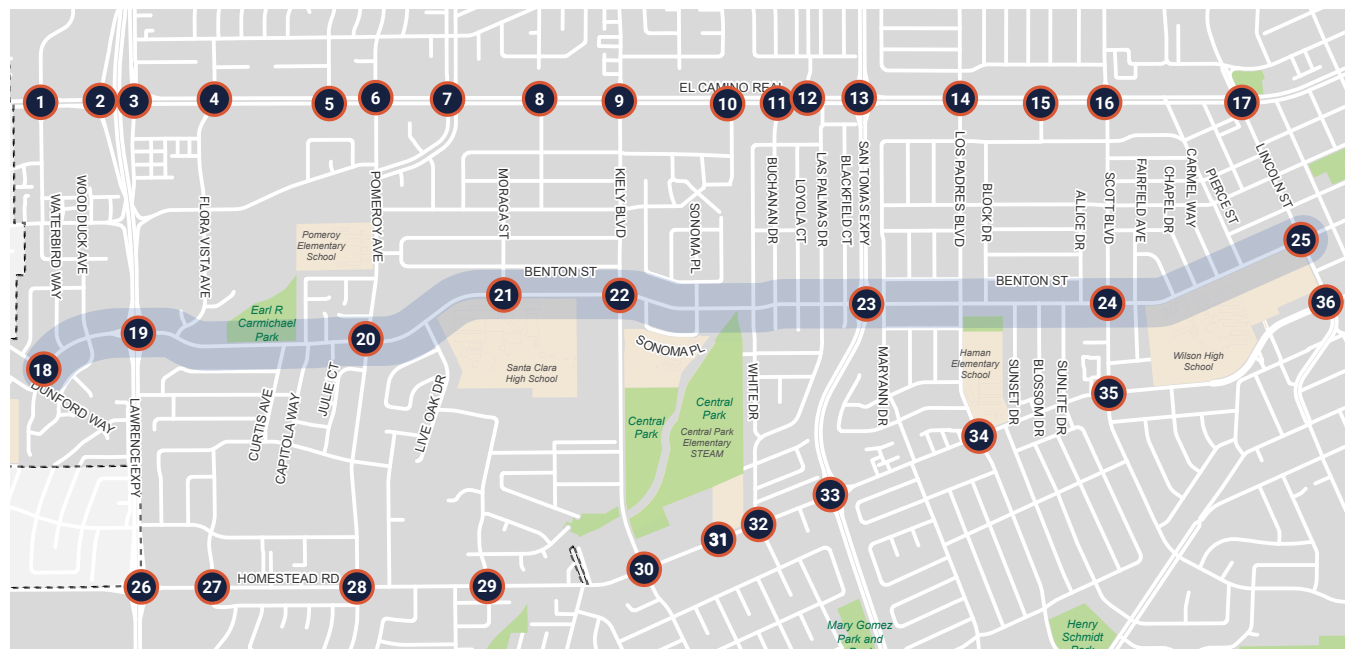 1
2
3
4
5
6
7
8
9
10
11
12
13
14
15
16
17
EL CAMINO REAL
WATERBIRD WAY
WOOD DUCK AVE
FLORA VISTA AVE
POMEROY AVE
MORAGA ST
KIELY BLVD
SONOMA PL
BUCHANAN DR
LOYOLA CT
LAS PALMAS DR
BLACKFIELD CT
SAN TOMAS EXPY
LOS PADRES BLVD
BLOCK DR
ALLICE DR
SCOTT BLVD
FAIRFIELD AVE
CHAPEL DR
CARMEL WAY
PIERCE ST
LINCOLN ST
Pomeroy
Elementary
School
BENTON ST
BENTON ST
18
19
20
21
22
23
24
25
36
Earl R
Carmichael
Park
DUNFORD WAY
LAWRENCE EXPY
CURTIS AVE
CAPITOLA WAY
JULIE CT
LIVE OAK DR
Santa Clara
High School
SONOMA PL
Central
Park
Central
Park
Central Park
Elementary
STEAM
WHITE DR
MARYANN DR
Haman
Elementary
School
SUNSET DR
BLOSSOM DR
SUNLITE DR
Wilson High
School
35
34
33
32
31
30
26
27
HOMESTEAD RD
28
29
Mary Gomez
Park and
Henry
Schmidt